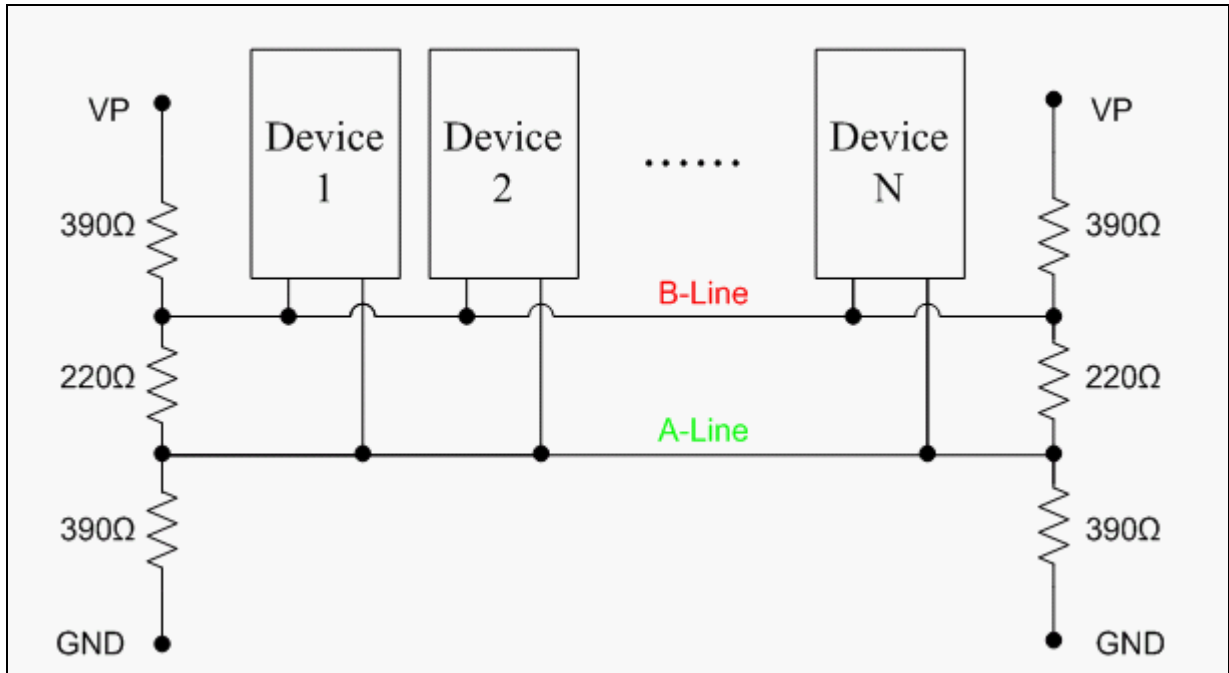 VP
Device
1
Device
2
......
Device
N
VP
390Ω
390Ω
B-Line
220Ω
220Ω
A-Line
390Ω
390Ω
GND
GND